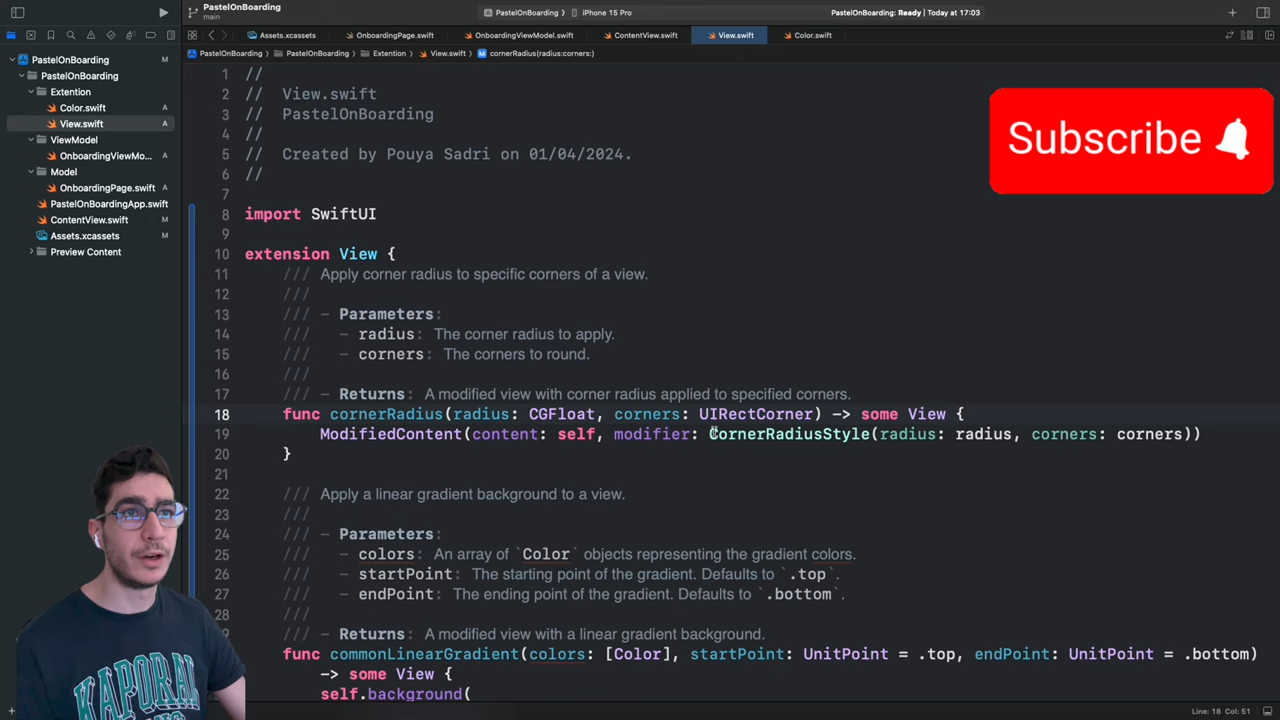 PastelOnBoarding
main
PastelOnBoarding
iPhone 15 Pro
PastelOnBoarding: Ready | Today at 17:03
Assets.xcassets
OnboardingPage.swift
OnboardingViewModel.swift
ContentView.swift
View.swift
Color.swift
PastelOnBoarding
PastelOnBoarding
Extention
View.swift
M cornerRadius(radius:corners:)
PastelOnBoarding M
PastelOnBoarding
Extention
Color.swift A
View.swift A
ViewModel
OnboardingViewMo... A
Model
OnboardingPage.swift A
PastelOnBoardingApp.swift
ContentView.swift M
Assets.xcassets M
Preview Content
1 //
2 // View.swift
3 // PastelOnBoarding
4 //
5 // Created by Pouya Sadri on 01/04/2024.
6 //
7
8 import SwiftUI
9
10 extension View {
11 /// Apply corner radius to specific corners of a view.
12 ///
13 /// - Parameters:
14 /// - radius: The corner radius to apply.
15 /// - corners: The corners to round.
16 ///
17 /// - Returns: A modified view with corner radius applied to specified corners.
18 func cornerRadius(radius: CGFloat, corners: UIRectCorner) -> some View {
19 ModifiedContent(content: self, modifier: CornerRadiusStyle(radius: radius, corners: corners))
20 }
21
22 /// Apply a linear gradient background to a view.
23 ///
24 /// - Parameters:
25 /// - colors: An array of `Color` objects representing the gradient colors.
26 /// - startPoint: The starting point of the gradient. Defaults to `.top`.
27 /// - endPoint: The ending point of the gradient. Defaults to `.bottom`.
28 ///
/// - Returns: A modified view with a linear gradient background.
func commonLinearGradient(colors: [Color], startPoint: UnitPoint = .top, endPoint: UnitPoint = .bottom)
-> some View {
self.background(
Subscribe
KAPORAL
Line: 18 Col: 51